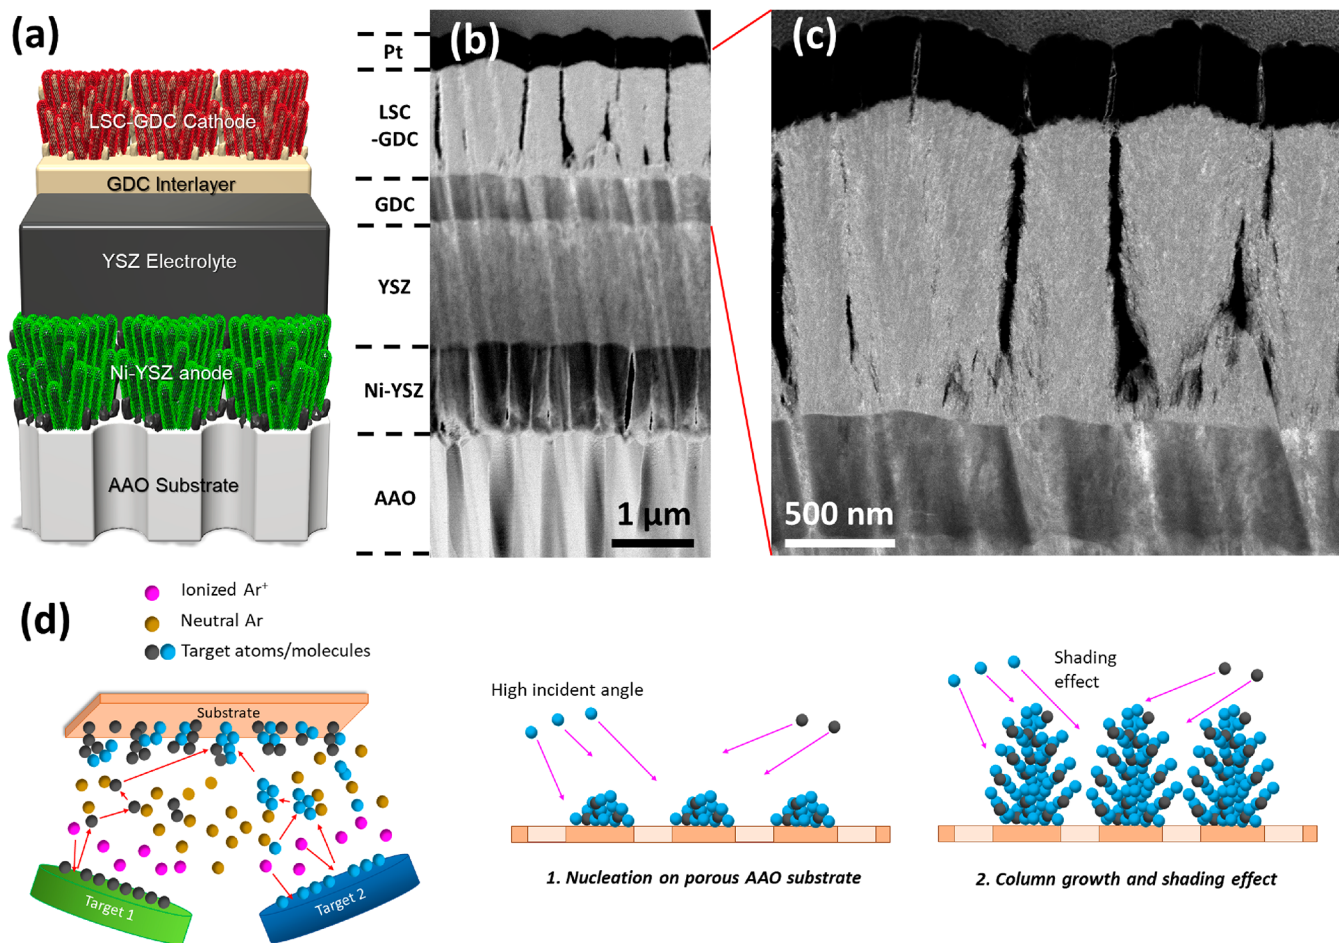 (a)
LSC-GDC Cathode
GDC Interlayer
YSZ Electrolyte
Ni-YSZ anode
AAO Substrate
Pt
LSC
-GDC
GDC
YSZ
Ni-YSZ
AAO
(b)
1 μm
(c)
500 nm
(d)
Ionized Ar⁺
Neutral Ar
Target atoms/molecules
Substrate
Target 1
Target 2
High incident angle
1. Nucleation on porous AAO substrate
Shading
effect
2. Column growth and shading effect